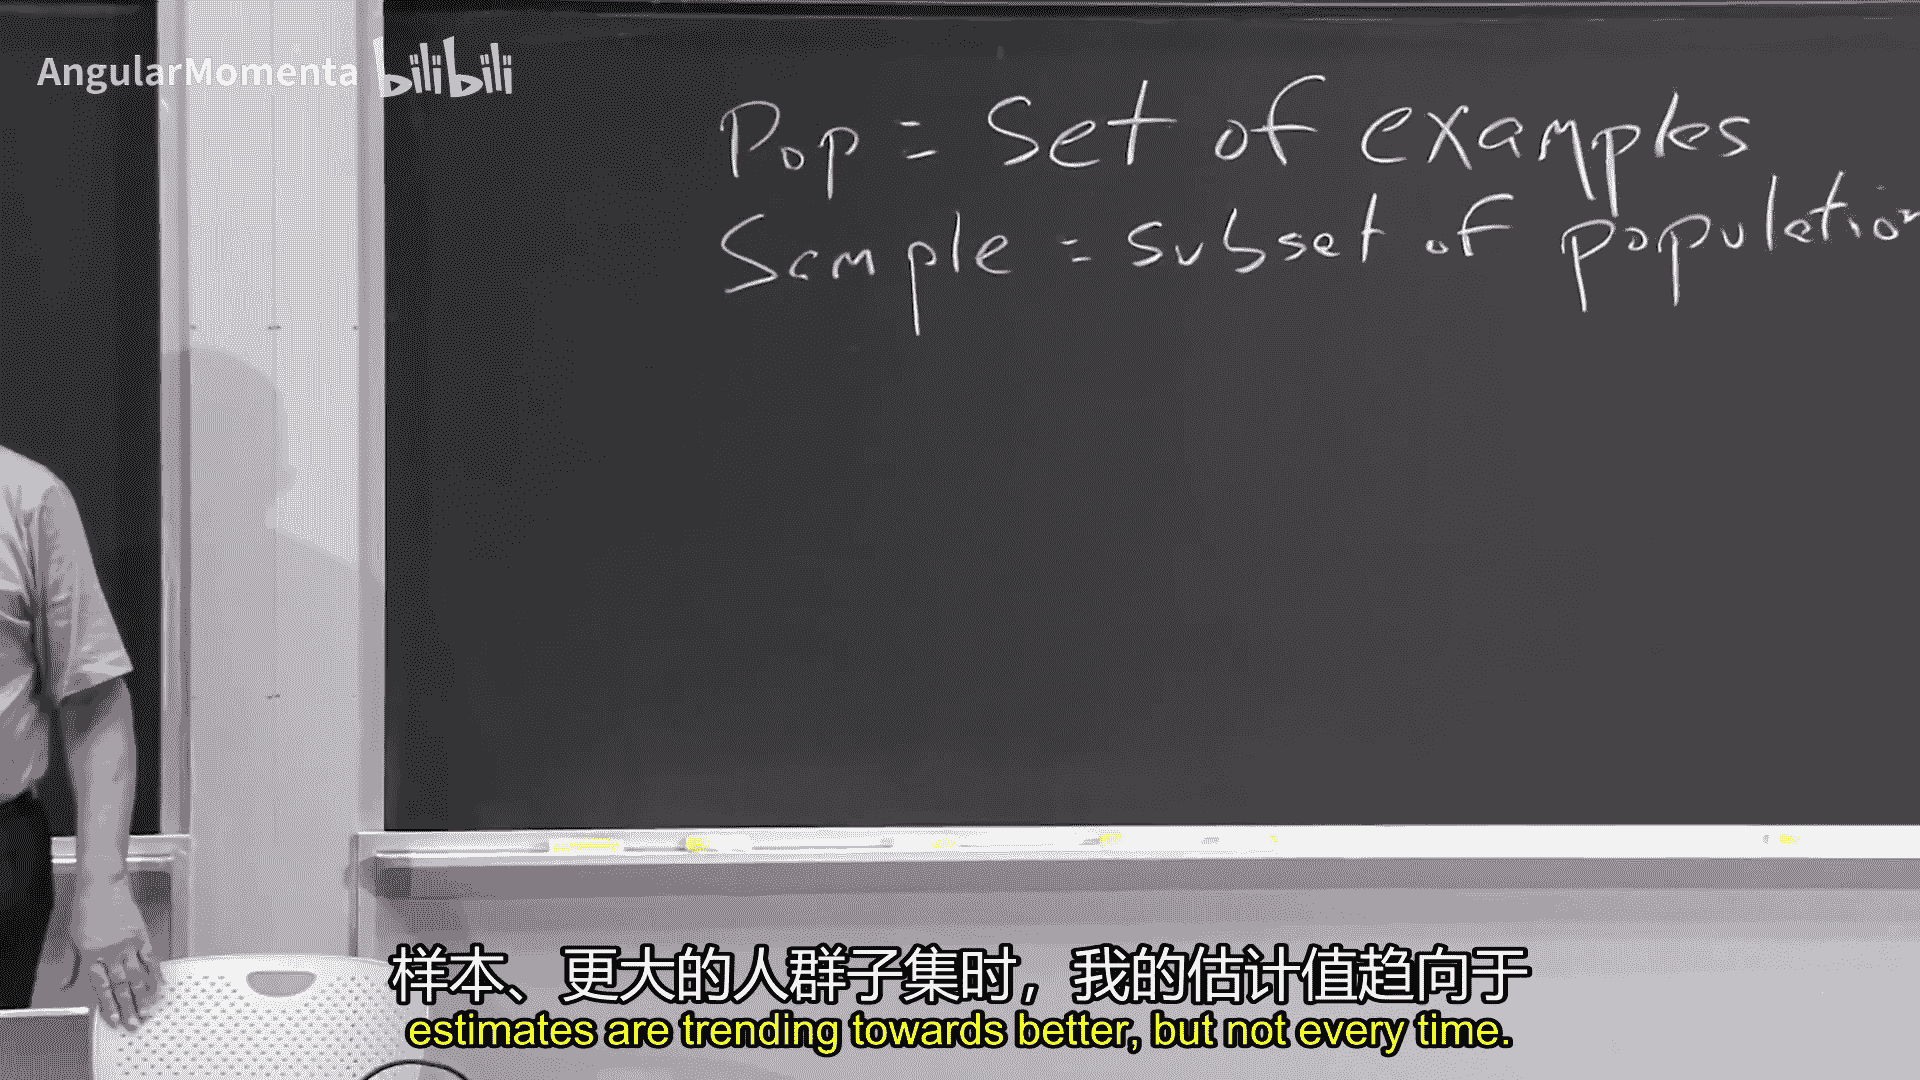 AngularMomenta bilibili
Pop = Set of examples
Sample = subset of population
样本、更大的人群子集时，我的估计值趋向于
estimates are trending towards better, but not every time.